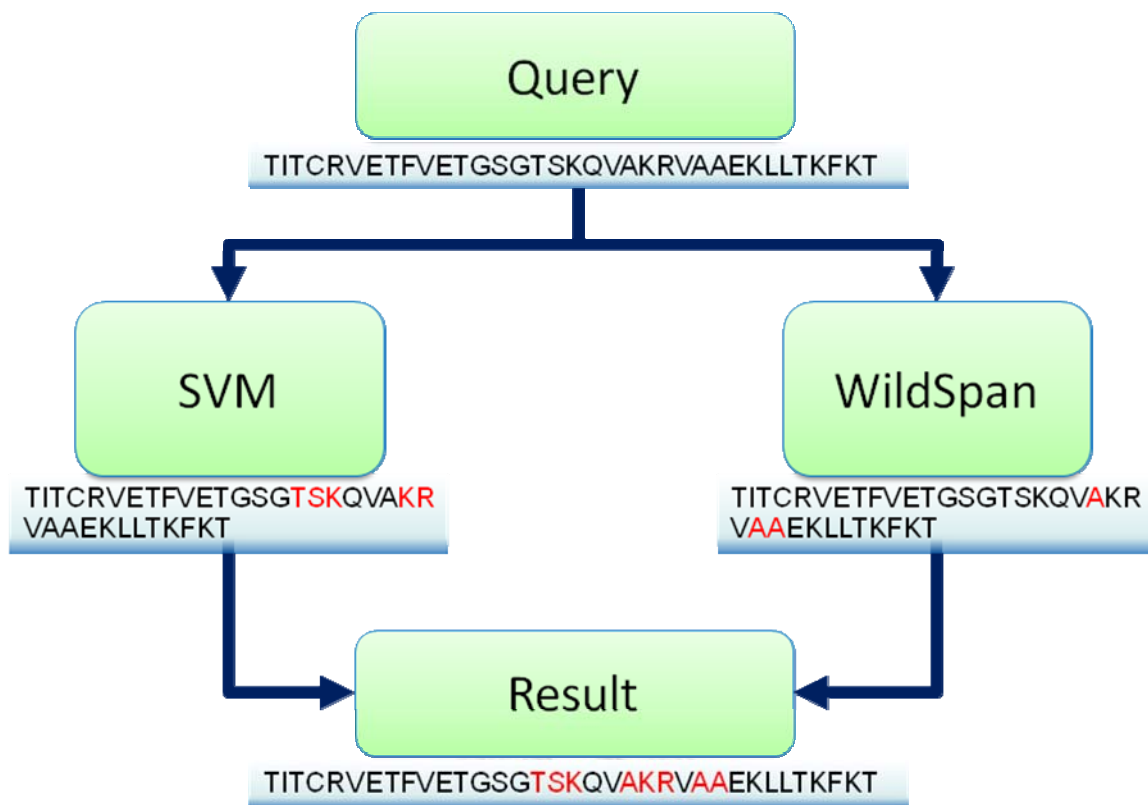 Query
TITCRVETFVETGSGTSKQVAKRVAAEKLLTKFKT
SVM
TITCRVETFVETGSGTSKQVAKR
VAAEKLLTKFKT
WildSpan
TITCRVETFVETGSGTSKQVAKR
VAAEKLLTKFKT
Result
TITCRVETFVETGSGTSKQVAKRVAAEKLLTKFKT